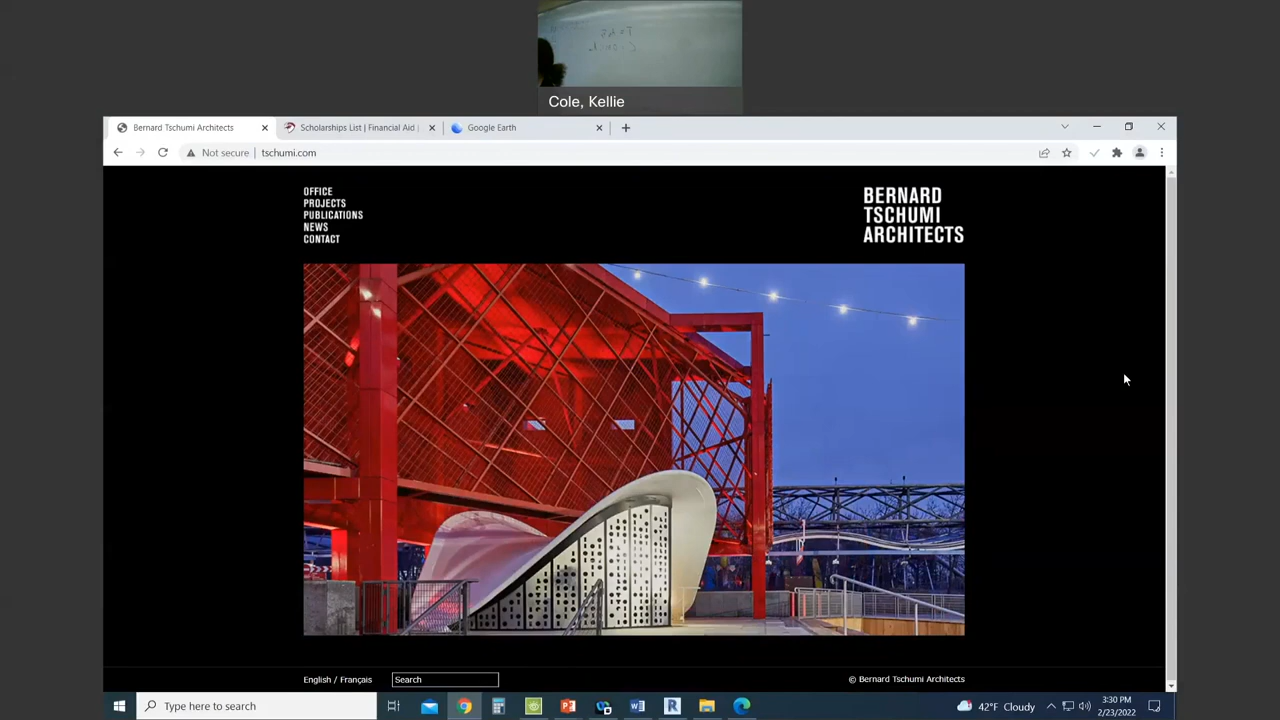 Cole, Kellie
Bernard Tschumi Architects
Scholarships List | Financial Aid |
Google Earth
Not secure | tschumi.com
OFFICE
PROJECTS
PUBLICATIONS
NEWS
CONTACT
BERNARD
TSCHUMI
ARCHITECTS
English / Français
Search
© Bernard Tschumi Architects
Type here to search
42°F Cloudy
3:30 PM
2/23/2022